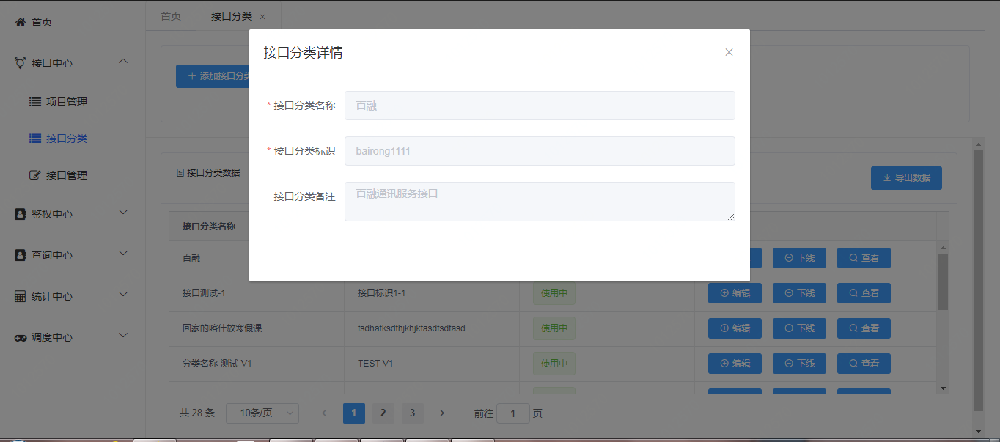 首页
接口中心
项目管理
接口分类
接口管理
鉴权中心
查询中心
统计中心
调度中心
首页
接口分类 ×
+ 添加接口分类
接口分类详情 ×
* 接口分类名称 百融
* 接口分类标识 bairong1111
接口分类备注 百融通讯服务接口
接口分类数据
导出数据
接口分类名称
百融 下线 查看
接口测试-1 接口标识1-1 使用中 编辑 下线 查看
回家的喀什放寒假课 fsdhafksdfhjkhjkfasdfsdfasd 使用中 编辑 下线 查看
分类名称-测试-V1 TEST-V1 使用中 编辑 下线 查看
共 28 条 10条/页 < 1 2 3 > 前往 1 页